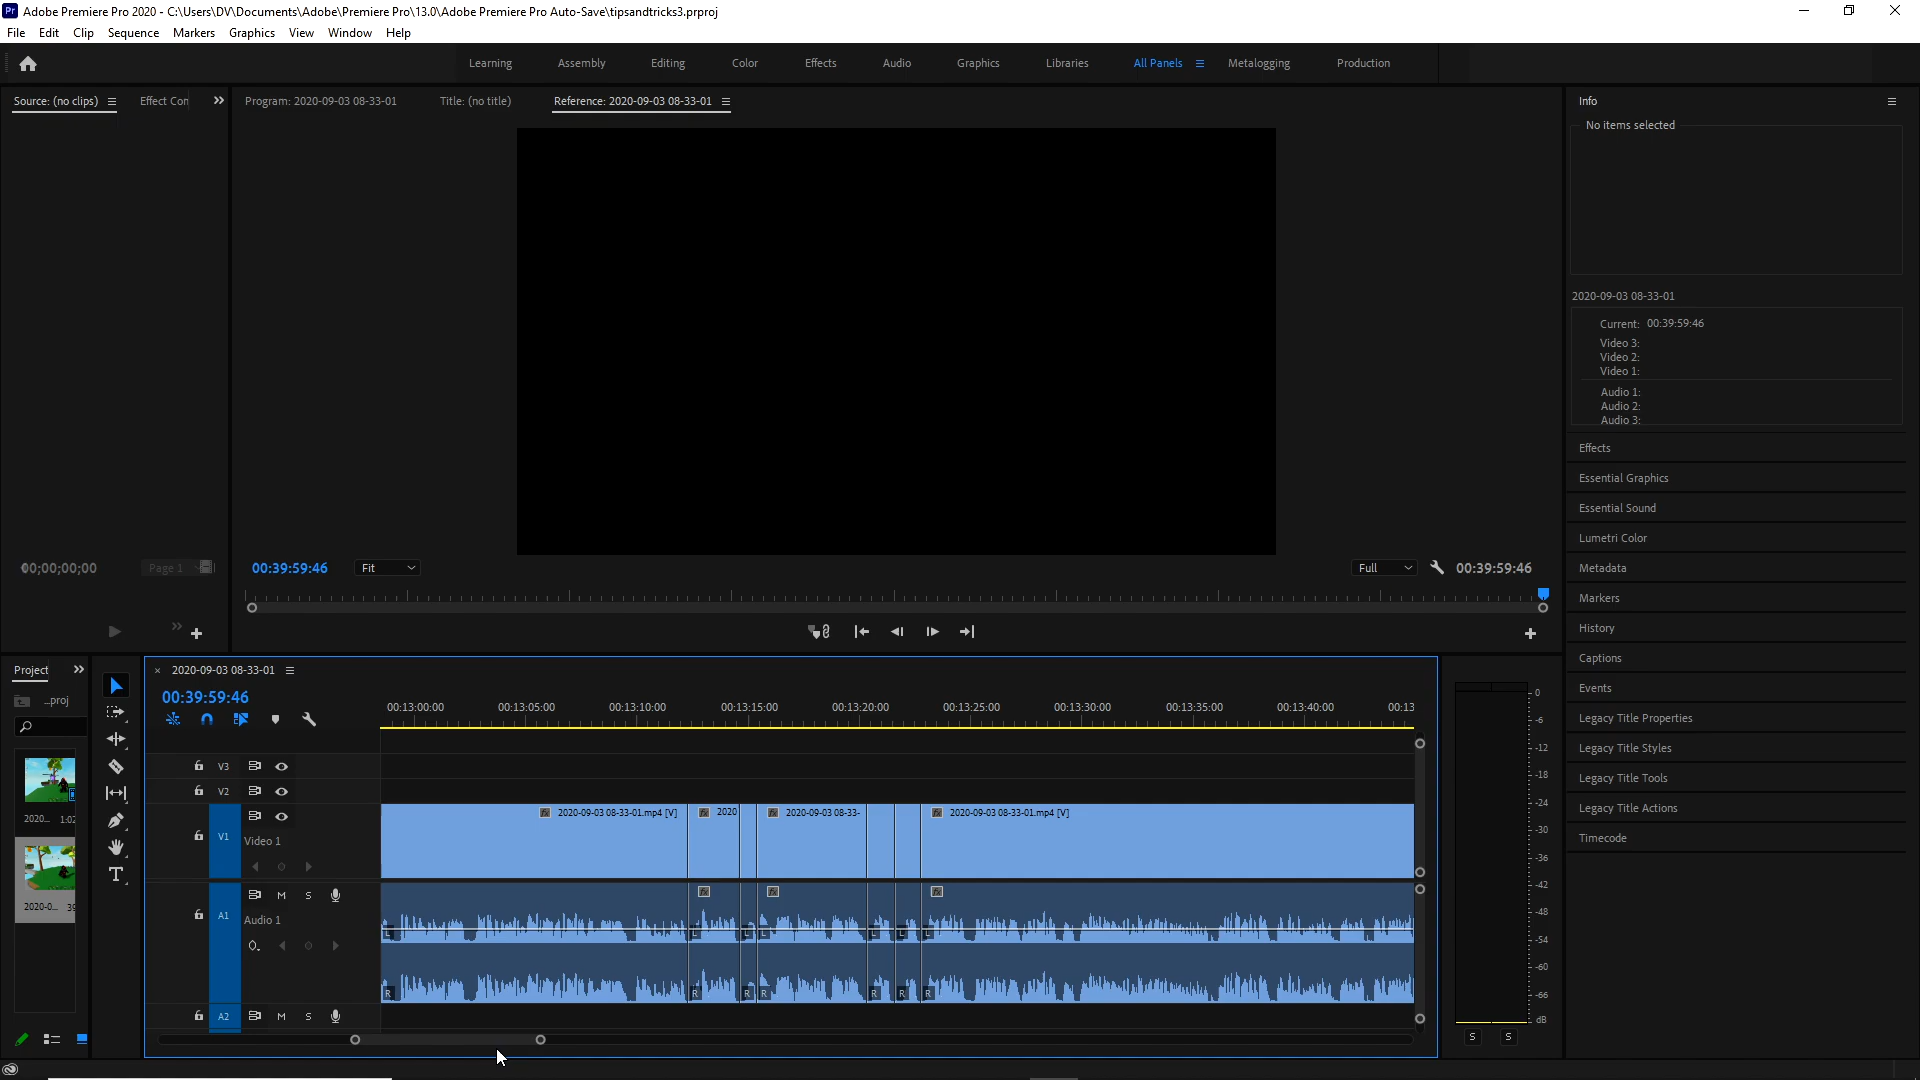 Adobe Premiere Pro 2020 - C:\Users\DV\Documents\Adobe\Premiere Pro\13.0\Adobe Premiere Pro Auto-Save\tipsandtricks3.prproj
File Edit Clip Sequence Markers Graphics View Window Help
Learning Assembly Editing Color Effects Audio Graphics Libraries All Panels Metalogging Production
Source: (no clips) Effect Con
Program: 2020-09-03 08-33-01 Title: (no title) Reference: 2020-09-03 08-33-01
00;00;00;00 Page 1
00:39:59:46 Fit Full 00:39:59:46
Info
No items selected
2020-09-03 08-33-01
Current: 00:39:59:46
Video 3:
Video 2:
Video 1:
Audio 1:
Audio 2:
Audio 3:
Effects
Essential Graphics
Essential Sound
Lumetri Color
Metadata
Markers
History
Captions
Events
Legacy Title Properties
Legacy Title Styles
Legacy Title Tools
Legacy Title Actions
Timecode
Project
...proj
2020... 1:02
2020-0... 39
2020-09-03 08-33-01
00:39:59:46
00:13:00:00 00:13:05:00 00:13:10:00 00:13:15:00 00:13:20:00 00:13:25:00 00:13:30:00 00:13:35:00 00:13:40:00 00:13
V3
V2
V1
Video 1
fx 2020-09-03 08-33-01.mp4 [V] fx 2020 fx 2020-09-03 08-33- fx 2020-09-03 08-33-01.mp4 [V]
A1 M S
Audio 1
fx fx fx
L L L L L L L
R R R R R R R
A2 M S
0
-6
-12
-18
-24
-30
-36
-42
-48
-54
-60
-66
dB
S S